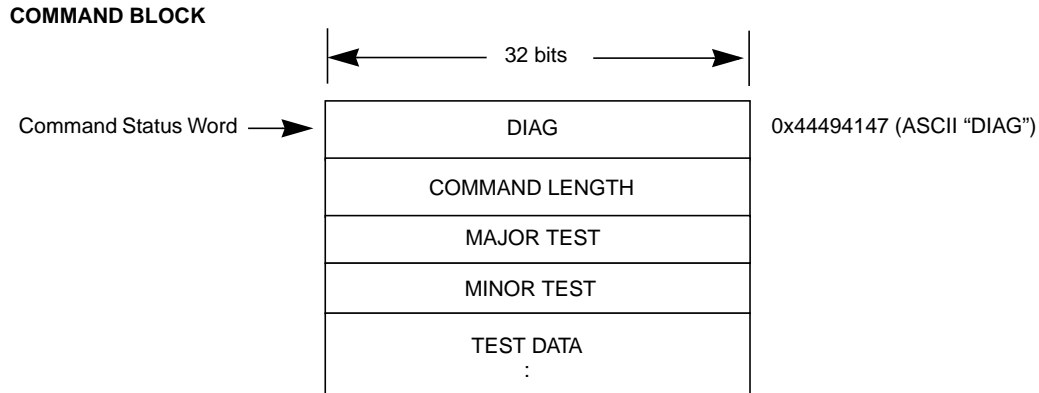 COMMAND BLOCK
32 bits
Command Status Word
DIAG
0x44494147 (ASCII “DIAG”)
COMMAND LENGTH
MAJOR TEST
MINOR TEST
TEST DATA
: